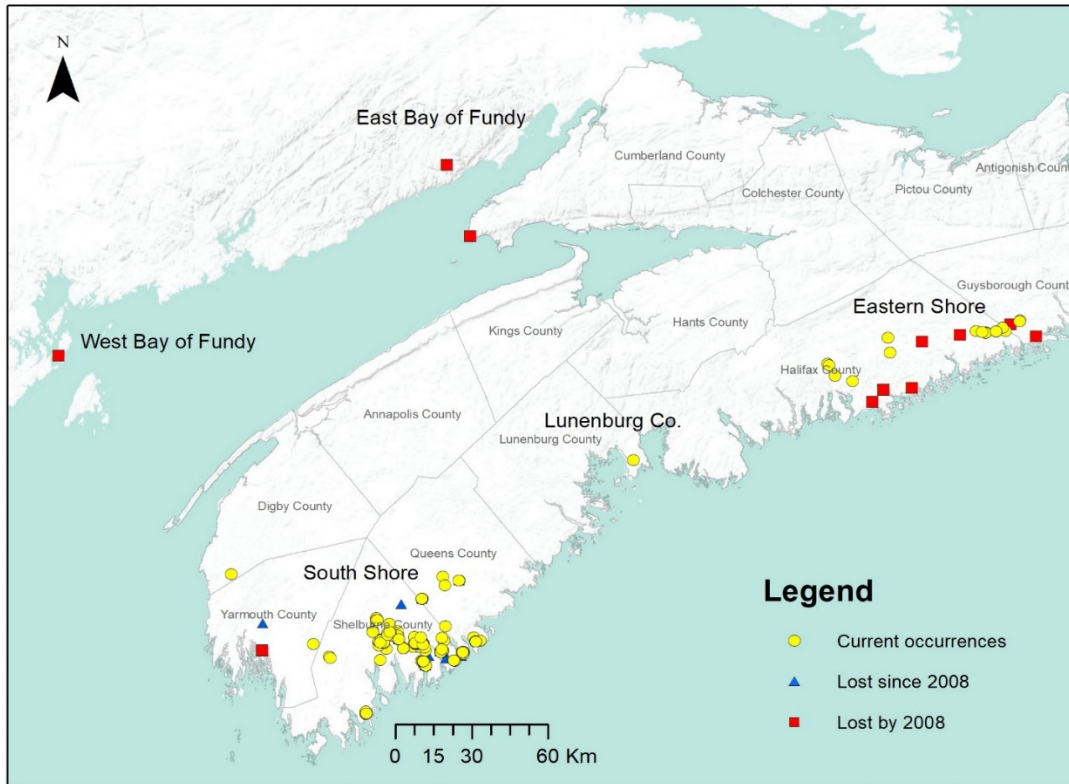 N
East Bay of Fundy
Cumberland County
Colchester County
Pictou County
Antigonish Count
Guysborough Count
Eastern Shore
Kings County
Hants County
West Bay of Fundy
Halifax County
Annapolis County
Lunenburg Co.
Lunenburg County
Digby County
Queens County
South Shore
Yarmouth County
Shelburne County
Legend
Current occurrences
Lost since 2008
Lost by 2008
0 15 30 60 Km